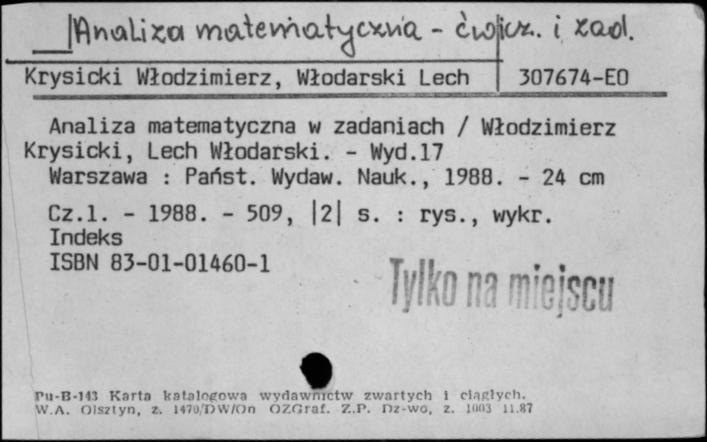 Analiza matematyczna - ćwicz. i zad.
Krysicki Włodzimierz, Włodarski Lech 307674-EO
Analiza matematyczna w zadaniach / Włodzimierz
Krysicki, Lech Włodarski. - Wyd.17
Warszawa : Państ. Wydaw. Nauk., 1988. - 24 cm
Cz.1. - 1988. - 509, |2| s. : rys., wykr.
Indeks
ISBN 83-01-01460-1
Tylko na miejscu
Pu-B-143 Karta katalogowa wydawnictw zwartych i ciągłych.
W.A. Olsztyn, z. 1470/DW/On OZGraf. Z.P. Dz-wo, z. 1003 11.87